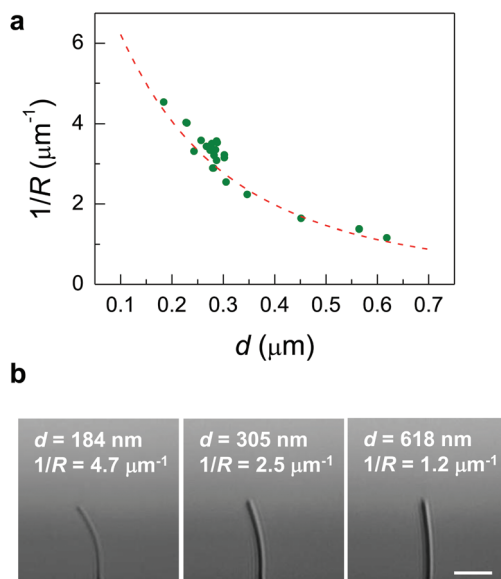 a
6
4
2
0
1/R (μm⁻¹)
0.1 0.2 0.3 0.4 0.5 0.6 0.7
d (μm)
b
d = 184 nm
1/R = 4.7 μm⁻¹
d = 305 nm
1/R = 2.5 μm⁻¹
d = 618 nm
1/R = 1.2 μm⁻¹